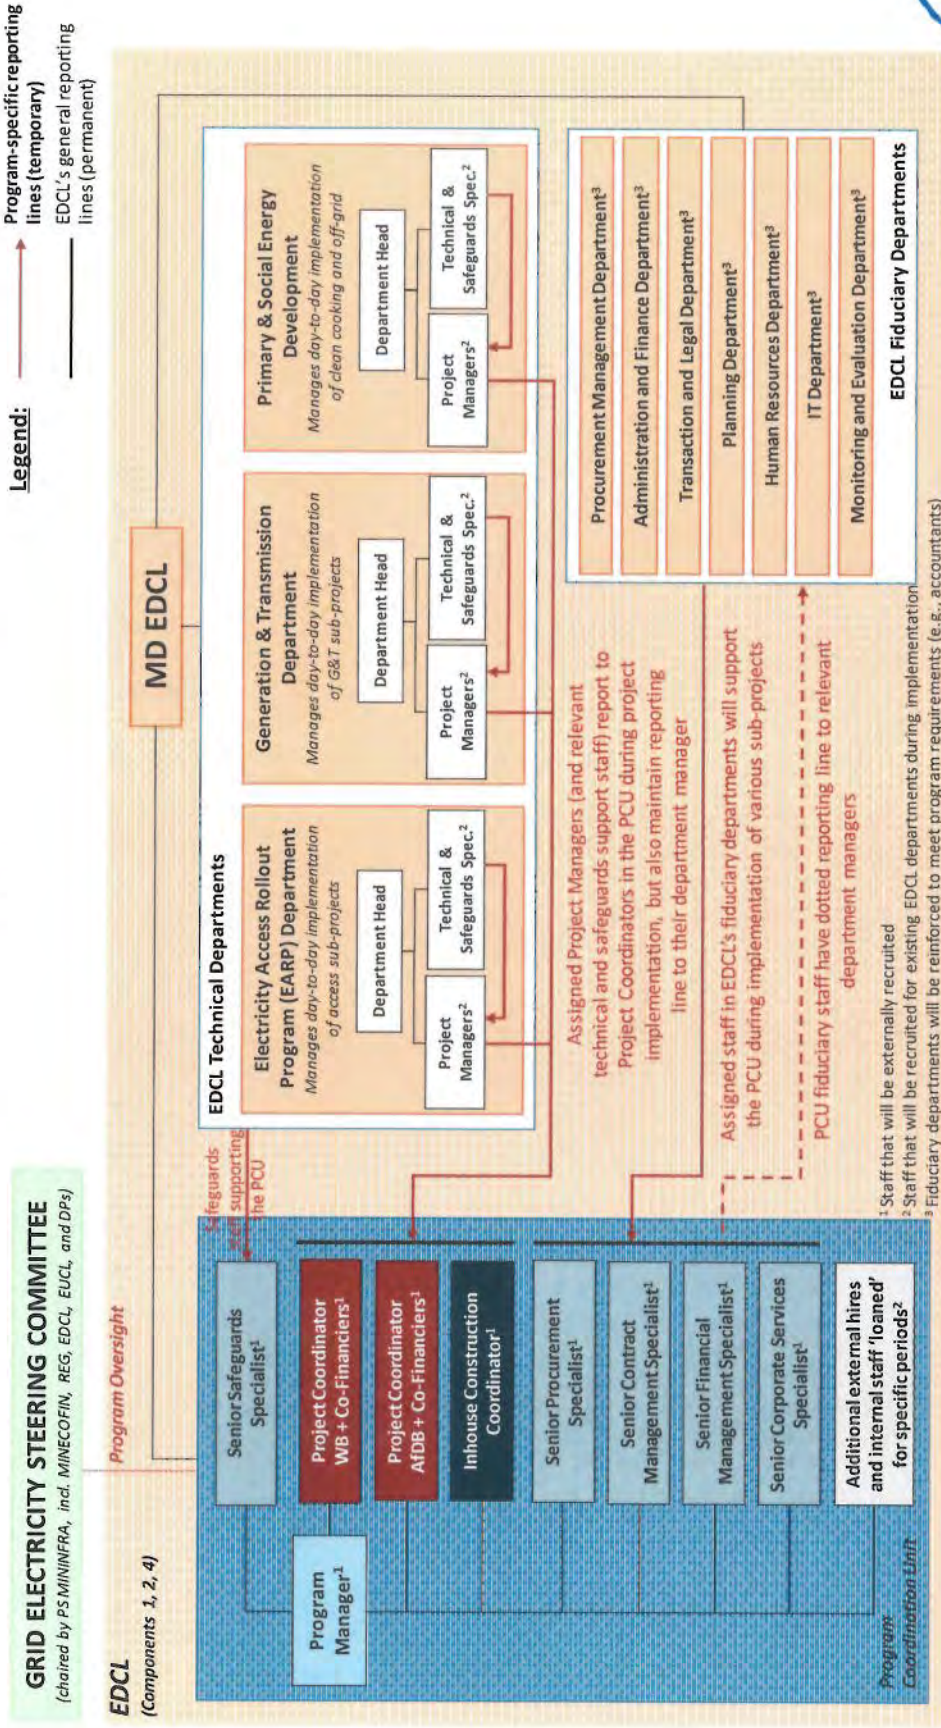 GRID ELECTRICITY STEERING COMMITTEE
(chaired by PS MININFRA, incl. MINECOFIN, REG, EDCL, EUCL, and DPs)
Legend:
Program-specific reporting
lines (temporary)
EDCL's general reporting
lines (permanent)
EDCL
(Components 1, 2, 4)
Program Oversight
MD EDCL
Program
Manager¹
Senior Safeguards
Specialist¹
Project Coordinator
WB + Co-Financiers¹
Project Coordinator
AfDB + Co-Financiers¹
Inhouse Construction
Coordinator¹
Senior Procurement
Specialist¹
Senior Contract
Management Specialist¹
Senior Financial
Management Specialist¹
Senior Corporate Services
Specialist¹
Additional external hires
and internal staff 'loaned'
for specific periods²
Program
Coordination Unit
Safeguards
staff supporting
the PCU
EDCL Technical Departments
Electricity Access Rollout
Program (EARP) Department
Manages day-to-day implementation
of access sub-projects
Department Head
Project
Managers²
Technical &
Safeguards Spec.²
Generation & Transmission
Department
Manages day-to-day implementation
of G&T sub-projects
Department Head
Project
Managers²
Technical &
Safeguards Spec.²
Primary & Social Energy
Development
Manages day-to-day implementation
of clean cooking and off-grid
Department Head
Project
Managers²
Technical &
Safeguards Spec.²
Assigned Project Managers (and relevant
technical and safeguards support staff) report to
Project Coordinators in the PCU during project
implementation, but also maintain reporting
line to their department manager
Assigned staff in EDCL's fiduciary departments will support
the PCU during implementation of various sub-projects
PCU fiduciary staff have dotted reporting line to relevant
department managers
Procurement Management Department³
Administration and Finance Department³
Transaction and Legal Department³
Planning Department³
Human Resources Department³
IT Department³
Monitoring and Evaluation Department³
EDCL Fiduciary Departments
¹ Staff that will be externally recruited
² Staff that will be recruited for existing EDCL departments during implementation
³ Fiduciary departments will be reinforced to meet program requirements (e.g., accountants)